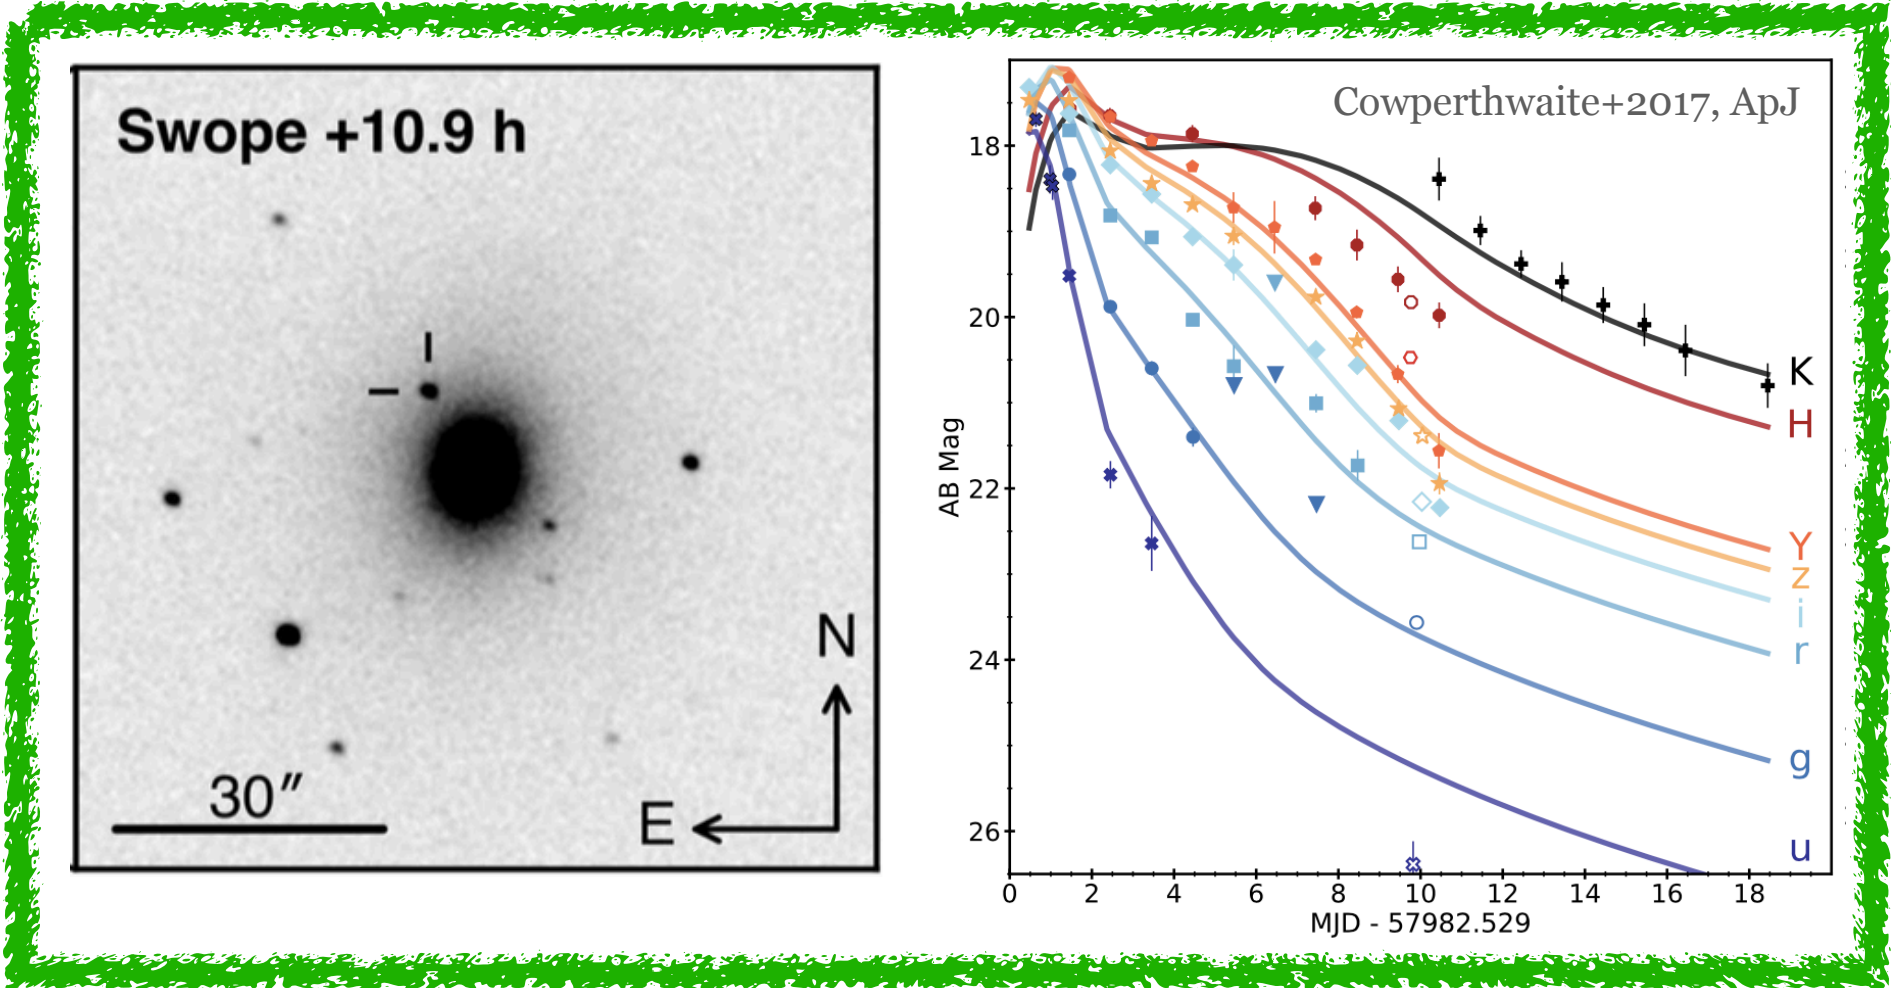 Swope +10.9 h
N
30″
E
Cowperthwaite+2017, ApJ
18
20
22
24
26
AB Mag
K
H
Y
z
i
r
g
u
0 2 4 6 8 10 12 14 16 18
MJD - 57982.529